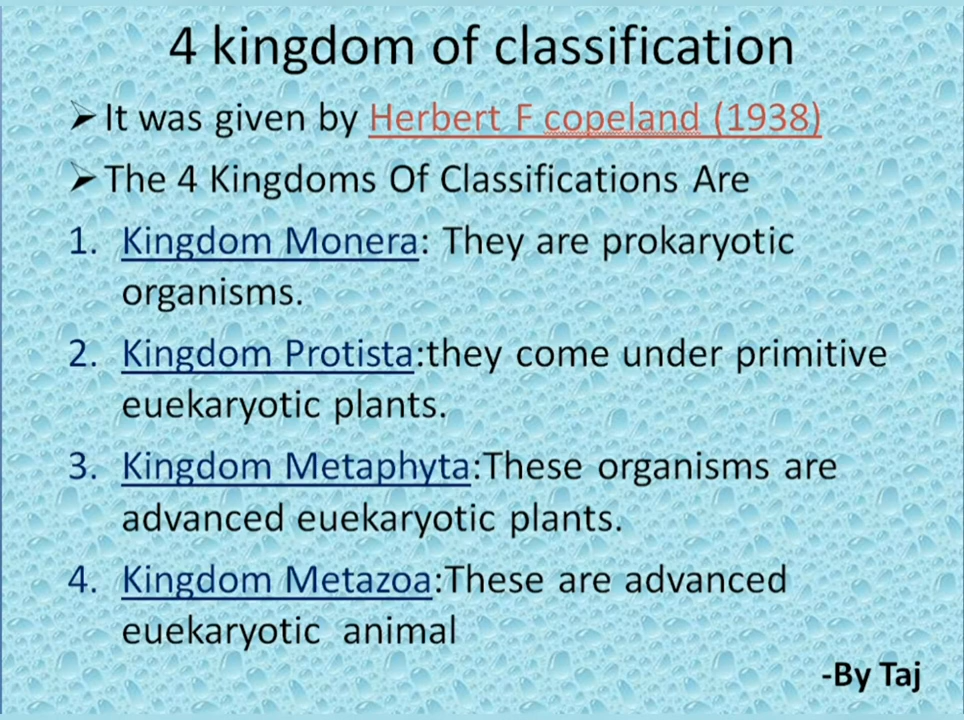 4 kingdom of classification
➢It was given by Herbert F copeland (1938)
➢The 4 Kingdoms Of Classifications Are
1. Kingdom Monera: They are prokaryotic
organisms.
2. Kingdom Protista:they come under primitive
euekaryotic plants.
3. Kingdom Metaphyta:These organisms are
advanced euekaryotic plants.
4. Kingdom Metazoa:These are advanced
euekaryotic animal
-By Taj